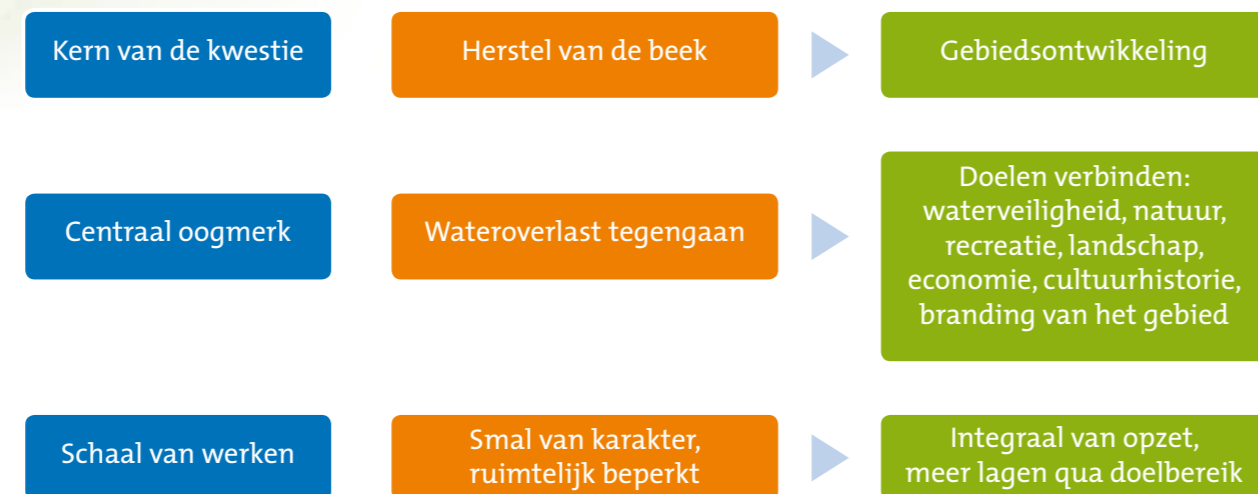 Kern van de kwestie
Herstel van de beek
Gebiedsontwikkeling
Centraal oogmerk
Wateroverlast tegengaan
Doelen verbinden:
waterveiligheid, natuur,
recreatie, landschap,
economie, cultuurhistorie,
branding van het gebied
Schaal van werken
Smal van karakter,
ruimtelijk beperkt
Integraal van opzet,
meer lagen qua doelbereik